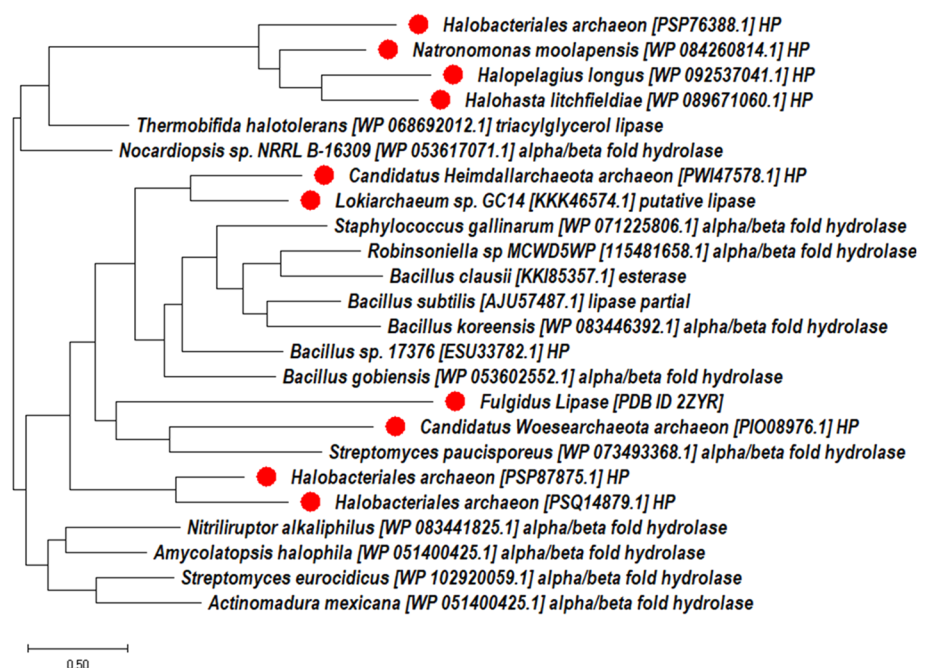 Halobacteriales archaeon [PSP76388.1] HP
Natronomonas moolapensis [WP 084260814.1] HP
Halopelagius longus [WP 092537041.1] HP
Halohasta litchfieldiae [WP 089671060.1] HP
Thermobifida halotolerans [WP 068692012.1] triacylglycerol lipase
Nocardiopsis sp. NRRL B-16309 [WP 053617071.1] alpha/beta fold hydrolase
Candidatus Heimdallarchaeota archaeon [PWI47578.1] HP
Lokiarchaeum sp. GC14 [KKK46574.1] putative lipase
Staphylococcus gallinarum [WP 071225806.1] alpha/beta fold hydrolase
Robinsoniella sp MCWD5WP [115481658.1] alpha/beta fold hydrolase
Bacillus clausii [KKI85357.1] esterase
Bacillus subtilis [AJU57487.1] lipase partial
Bacillus koreensis [WP 083446392.1] alpha/beta fold hydrolase
Bacillus sp. 17376 [ESU33782.1] HP
Bacillus gobiensis [WP 053602552.1] alpha/beta fold hydrolase
Fulgidus Lipase [PDB ID 2ZYR]
Candidatus Woesearchaeota archaeon [PIO08976.1] HP
Streptomyces paucisporeus [WP 073493368.1] alpha/beta fold hydrolase
Halobacteriales archaeon [PSP87875.1] HP
Halobacteriales archaeon [PSQ14879.1] HP
Nitriliruptor alkaliphilus [WP 083441825.1] alpha/beta fold hydrolase
Amycolatopsis halophila [WP 051400425.1] alpha/beta fold hydrolase
Streptomyces eurocidicus [WP 102920059.1] alpha/beta fold hydrolase
Actinomadura mexicana [WP 051400425.1] alpha/beta fold hydrolase
0.50